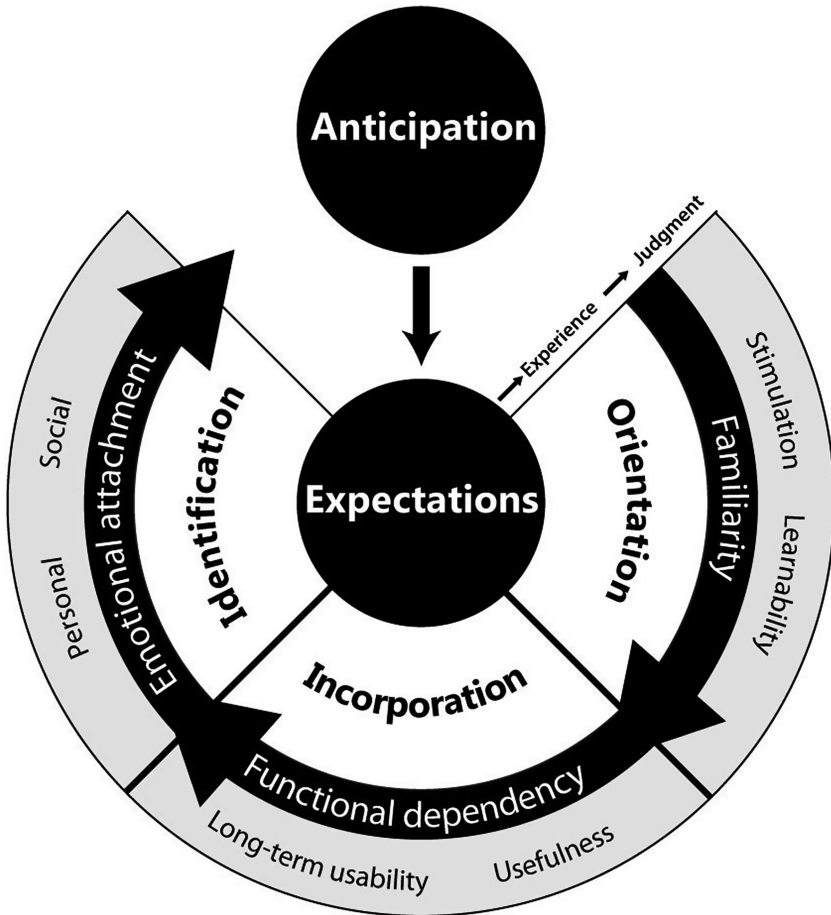 Anticipation
Expectations
Experience
Judgment
Orientation
Familiarity
Stimulation
Learnability
Incorporation
Functional dependency
Usefulness
Long-term usability
Identification
Emotional attachment
Personal
Social